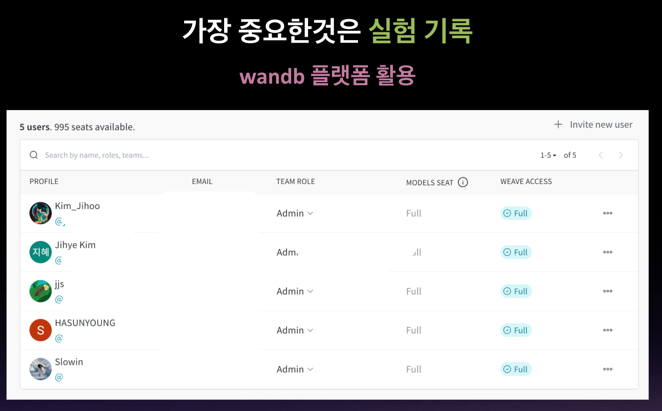 가장 중요한것은 실험 기록
wandb 플랫폼 활용
5 users. 995 seats available.
+ Invite new user
Search by name, roles, teams...
1-5 of 5
PROFILE EMAIL TEAM ROLE MODELS SEAT WEAVE ACCESS
Kim_Jihoo
@
Admin Full Full
지혜 Jihye Kim
@
Adm Full
jjs
@
Admin Full Full
S HASUNYOUNG
@
Admin Full Full
Slowin
@
Admin Full Full